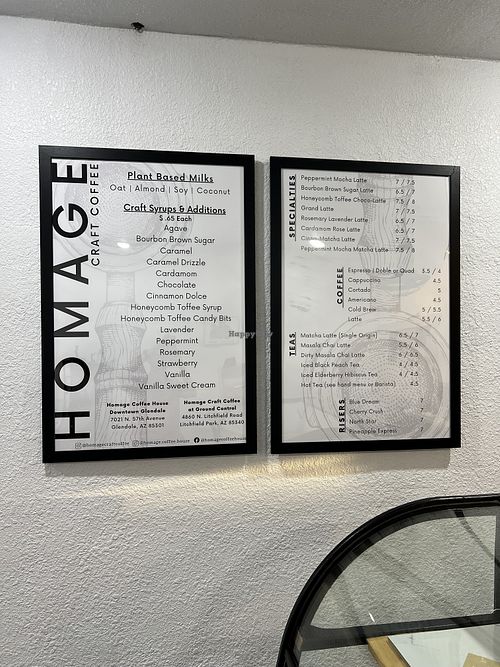 HOMAGE
CRAFT COFFEE
Plant Based Milks
Oat | Almond | Soy | Coconut
Craft Syrups & Additions
$ .65 Each
Agave
Bourbon Brown Sugar
Caramel
Caramel Drizzle
Cardamom
Chocolate
Cinnamon Dolce
Honeycomb Toffee Syrup
Honeycomb Toffee Candy Bits
Lavender
Peppermint
Rosemary
Strawberry
Vanilla
Vanilla Sweet Cream
Homage Coffee House
Downtown Glendale
7021 N. 57th Avenue
Glendale, AZ 85301
Homage Craft Coffee
at Ground Control
4860 N. Litchfield Road
Litchfield Park, AZ 85340
@homagecraftcoffee @homage.coffee.house @homagecoffeehouse
SPECIALTIES
Peppermint Mocha Latte 7 / 7.5
Bourbon Brown Sugar Latte 6.5 / 7
Honeycomb Toffee Choco-Latte 7.5 / 8
Grand Latte 7 / 7.5
Rosemary Lavender Latte 6.5 / 7
Cardamom Rose Latte 6.5 / 7
Matcha Latte 7 / 7.5
Peppermint Mocha Matcha Latte 7.5 / 8
COFFEE
Espresso | Doble or Quad 3.5 / 4
Cappuccino 4.5
Cortado 5
Americano 4.5
Cold Brew 5 / 5.5
Latte 5.5 / 6
TEAS
Matcha Latte (Single Origin) 6.5 / 7
Masala Chai Latte 5.5 / 6
Dirty Masala Chai Latte 6 / 6.5
Iced Black Peach Tea 4 / 4.5
Iced Elderberry Hibiscus Tea 4 / 4.5
Hot Tea (see hand menu or Barista) 4.5
RISERS
Blue Dream 7
Cherry Crush 7
North Star 7
Pineapple Express 7